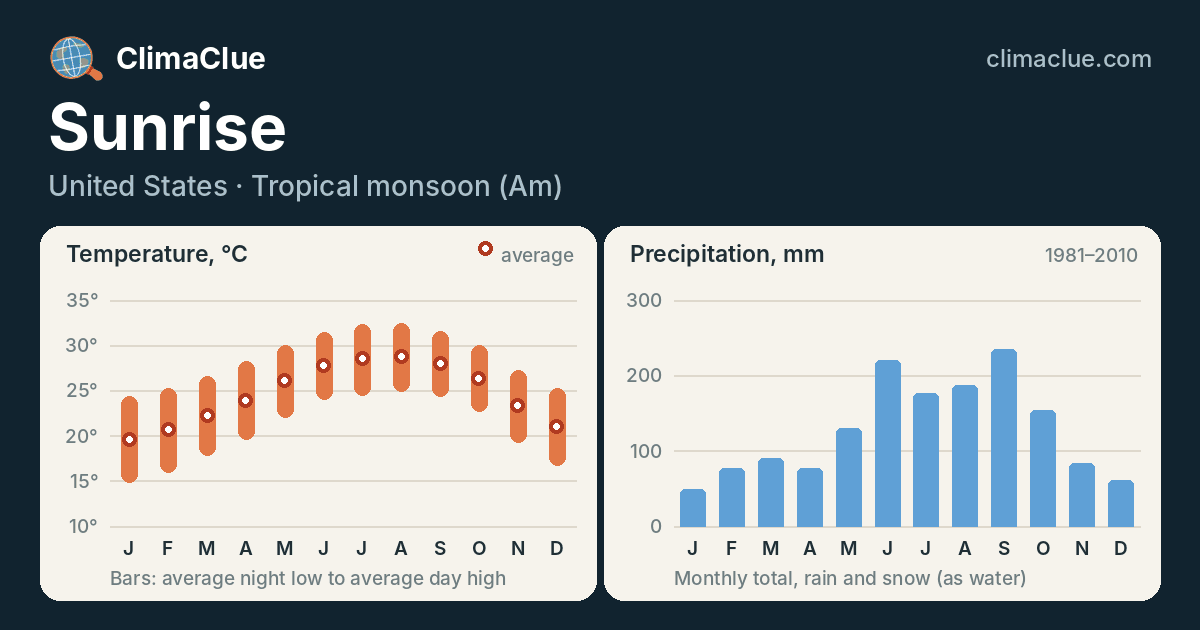 ClimaClue
climaclue.com
Sunrise
United States · Tropical monsoon (Am)
Temperature, °C
average
35°
30°
25°
20°
15°
10°
J F M A M J J A S O N D
Bars: average night low to average day high
Precipitation, mm
1981–2010
300
200
100
0
J F M A M J J A S O N D
Monthly total, rain and snow (as water)